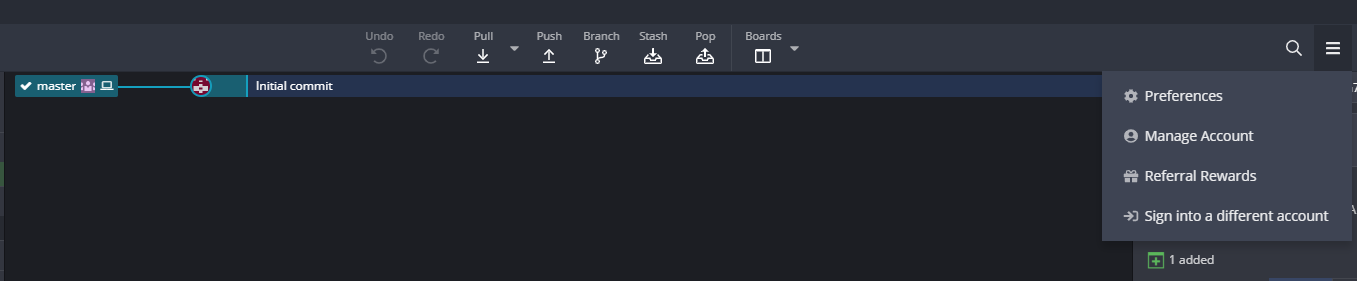 Undo Redo Pull Push Branch Stash Pop Boards
master Initial commit
Preferences
Manage Account
Referral Rewards
Sign into a different account
1 added